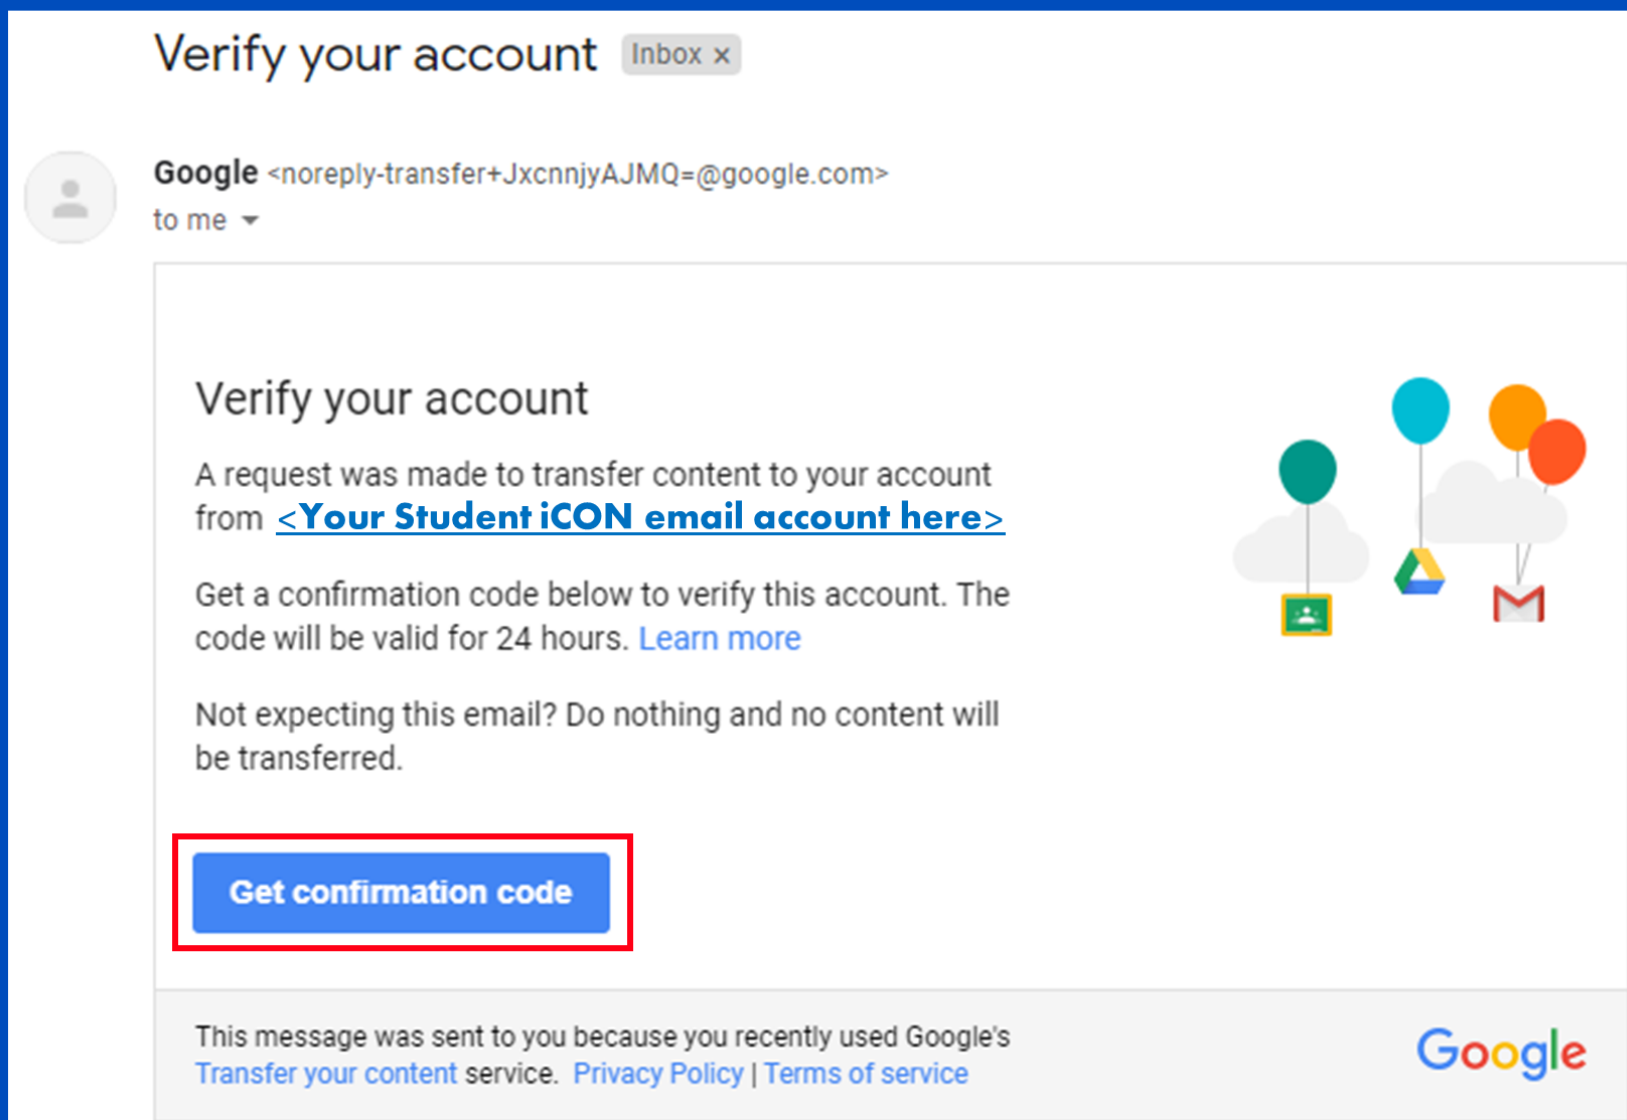 Verify your account Inbox x
Google <noreply-transfer+JxcnnjyAJMQ=@google.com>
to me
Verify your account
A request was made to transfer content to your account
from <Your Student iCON email account here>
Get a confirmation code below to verify this account. The
code will be valid for 24 hours. Learn more
Not expecting this email? Do nothing and no content will
be transferred.
Get confirmation code
This message was sent to you because you recently used Google's
Transfer your content service. Privacy Policy | Terms of service
Google